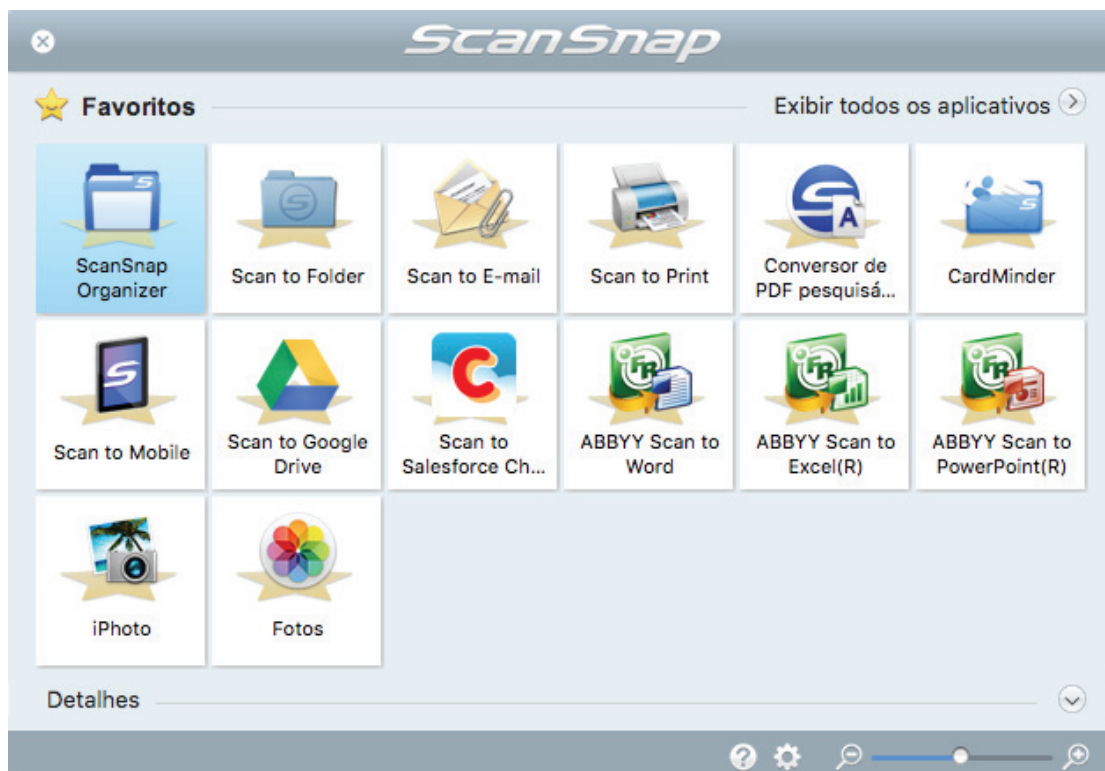 ScanSnap
Favoritos
Exibir todos os aplicativos
ScanSnap
Organizer
Scan to Folder
Scan to E-mail
Scan to Print
Conversor de
PDF pesquisá...
CardMinder
Scan to Mobile
Scan to Google
Drive
Scan to
Salesforce Ch...
ABBYY Scan to
Word
ABBYY Scan to
Excel(R)
ABBYY Scan to
PowerPoint(R)
iPhoto
Fotos
Detalhes